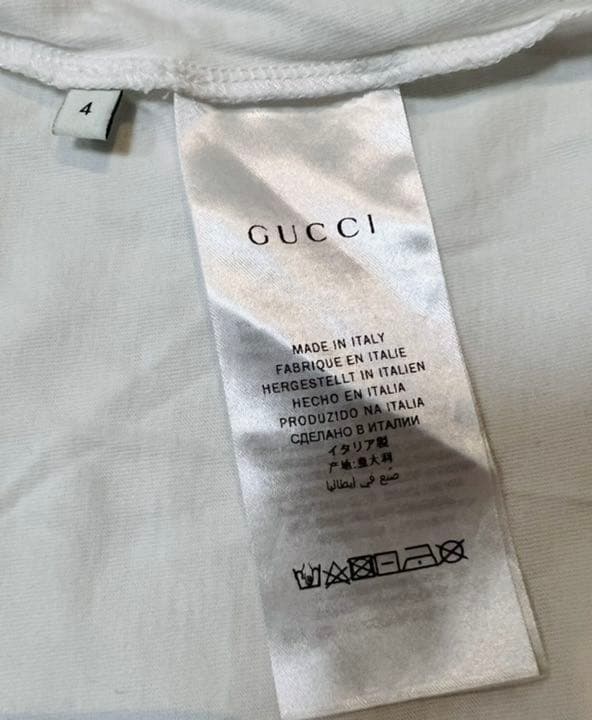 4
GUCCI
MADE IN ITALY
FABRIQUE EN ITALIE
HERGESTELLT IN ITALIEN
HECHO EN ITALIA
PRODUZIDO NA ITALIA
СДЕЛАНО В ИТАЛИИ
イタリア製
产地:意大利
صنع في ايطاليا